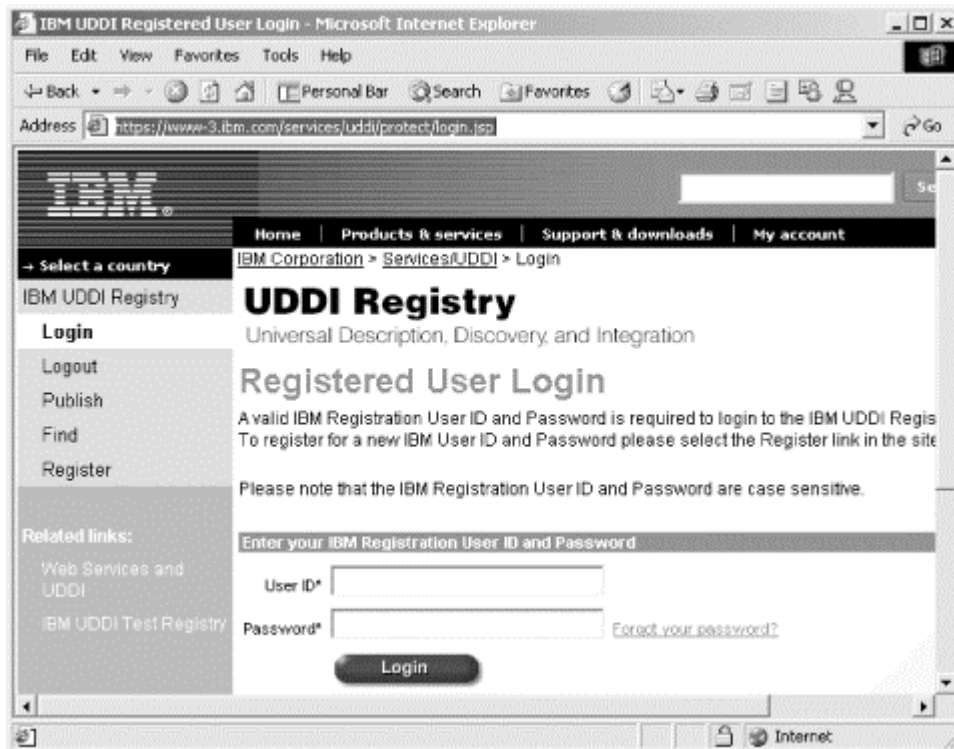 IBM UDDI Registered User Login - Microsoft Internet Explorer
File Edit View Favorites Tools Help
Back Personal Bar Search Favorites
Address https://www-3.ibm.com/services/uddi/protect/login.jsp Go
IBM®
Se
Home | Products & services | Support & downloads | My account
→ Select a country
IBM Corporation > Services/UDDI > Login
IBM UDDI Registry
Login
Logout
Publish
Find
Register
Related links:
Web Services and
UDDI
IBM UDDI Test Registry
UDDI Registry
Universal Description, Discovery, and Integration
Registered User Login
A valid IBM Registration User ID and Password is required to login to the IBM UDDI Regis
To register for a new IBM User ID and Password please select the Register link in the site
Please note that the IBM Registration User ID and Password are case sensitive.
Enter your IBM Registration User ID and Password
User ID*
Password* Forgot your password?
Login
Internet